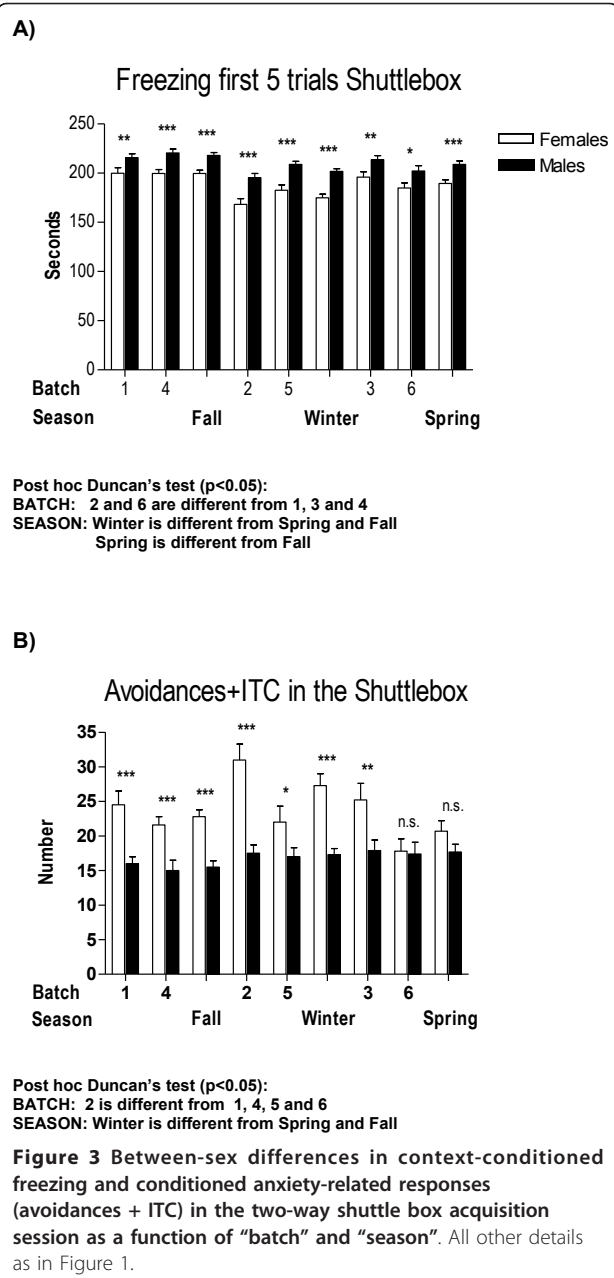 A)
Freezing first 5 trials Shuttlebox
250
200
150
100
50
0
Seconds
** *** *** *** *** *** ** * ***
Females
Males
Batch 1 4 2 5 3 6
Season Fall Winter Spring
Post hoc Duncan's test (p<0.05):
BATCH: 2 and 6 are different from 1, 3 and 4
SEASON: Winter is different from Spring and Fall
Spring is different from Fall
B)
Avoidances+ITC in the Shuttlebox
35
30
25
20
15
10
5
0
Number
*** *** *** *** * *** ** n.s. n.s.
Batch 1 4 2 5 3 6
Season Fall Winter Spring
Post hoc Duncan's test (p<0.05):
BATCH: 2 is different from 1, 4, 5 and 6
SEASON: Winter is different from Spring and Fall
Figure 3 Between-sex differences in context-conditioned
freezing and conditioned anxiety-related responses
(avoidances + ITC) in the two-way shuttle box acquisition
session as a function of “batch” and “season”. All other details
as in Figure 1.